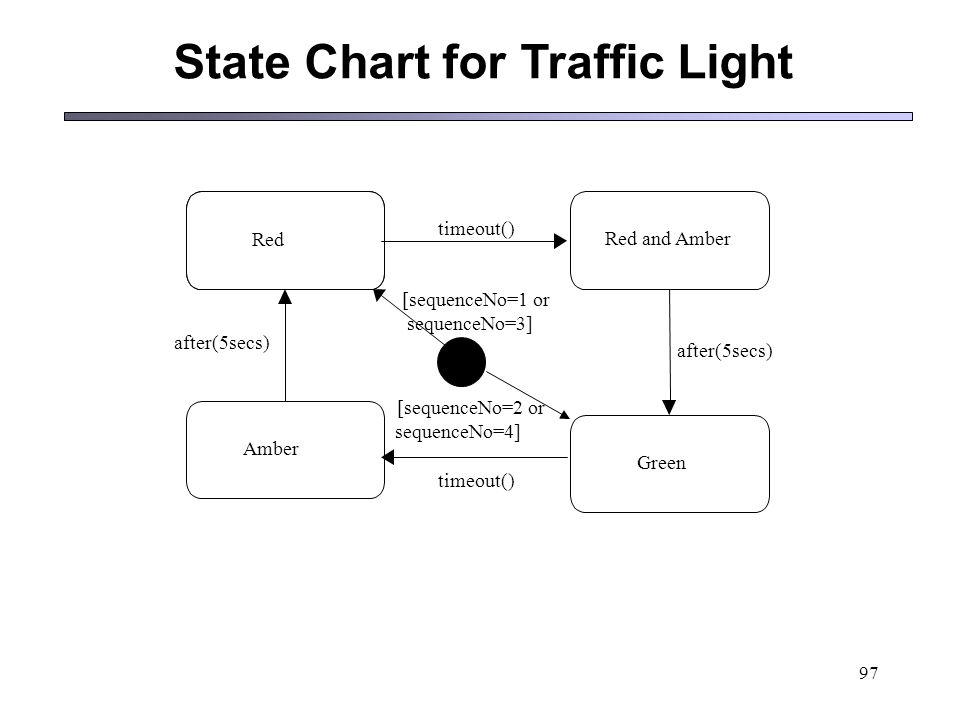 State Chart for Traffic Light
Red
timeout()
Red and Amber
[sequenceNo=1 or
sequenceNo=3]
after(5secs)
after(5secs)
[sequenceNo=2 or
sequenceNo=4]
Amber
Green
timeout()
97